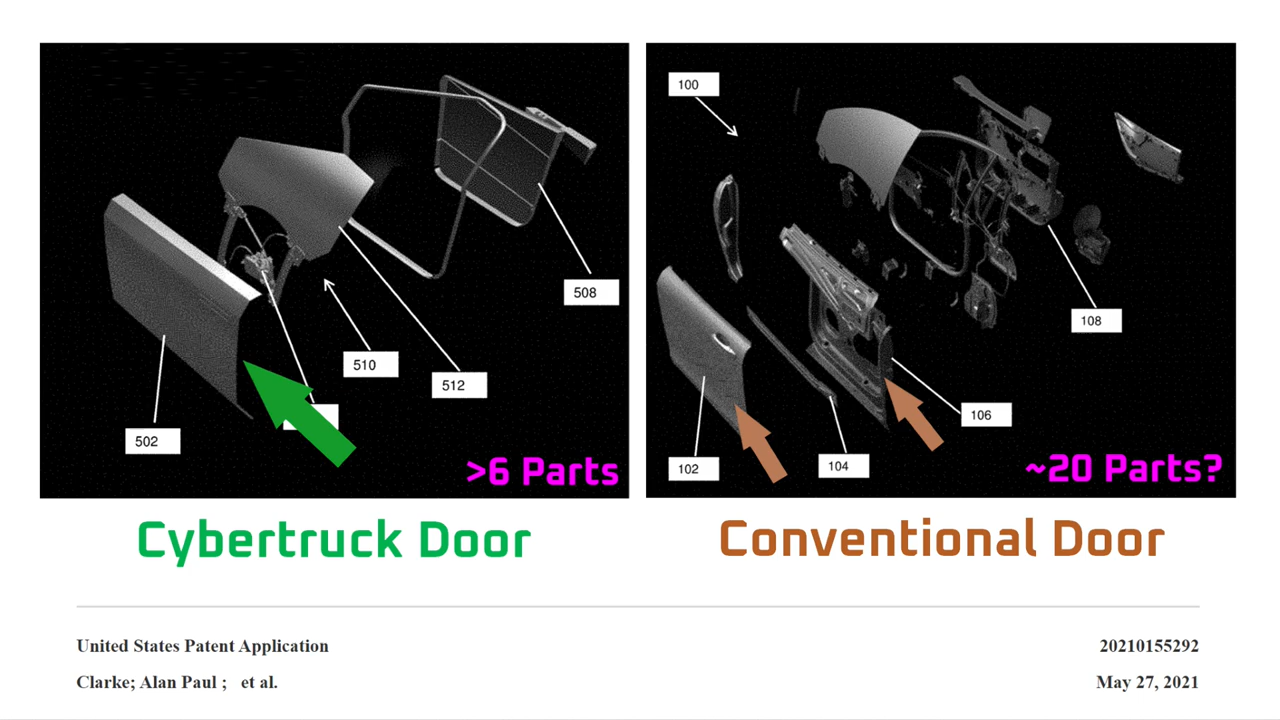 100
508
510
512
502
>6 Parts
108
106
104
102
~20 Parts?
Cybertruck Door
Conventional Door
United States Patent Application
20210155292
Clarke; Alan Paul ; et al.
May 27, 2021